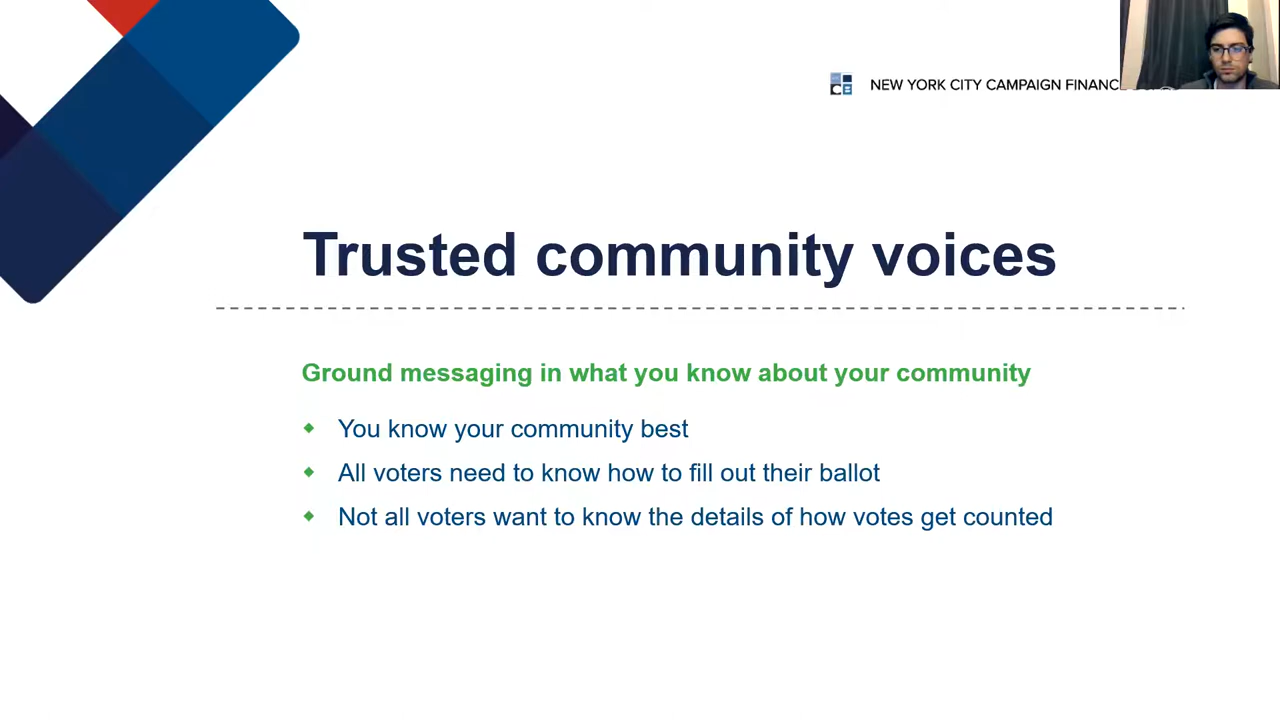 NEW YORK CITY CAMPAIGN FINANC
Trusted community voices
Ground messaging in what you know about your community
You know your community best
All voters need to know how to fill out their ballot
Not all voters want to know the details of how votes get counted